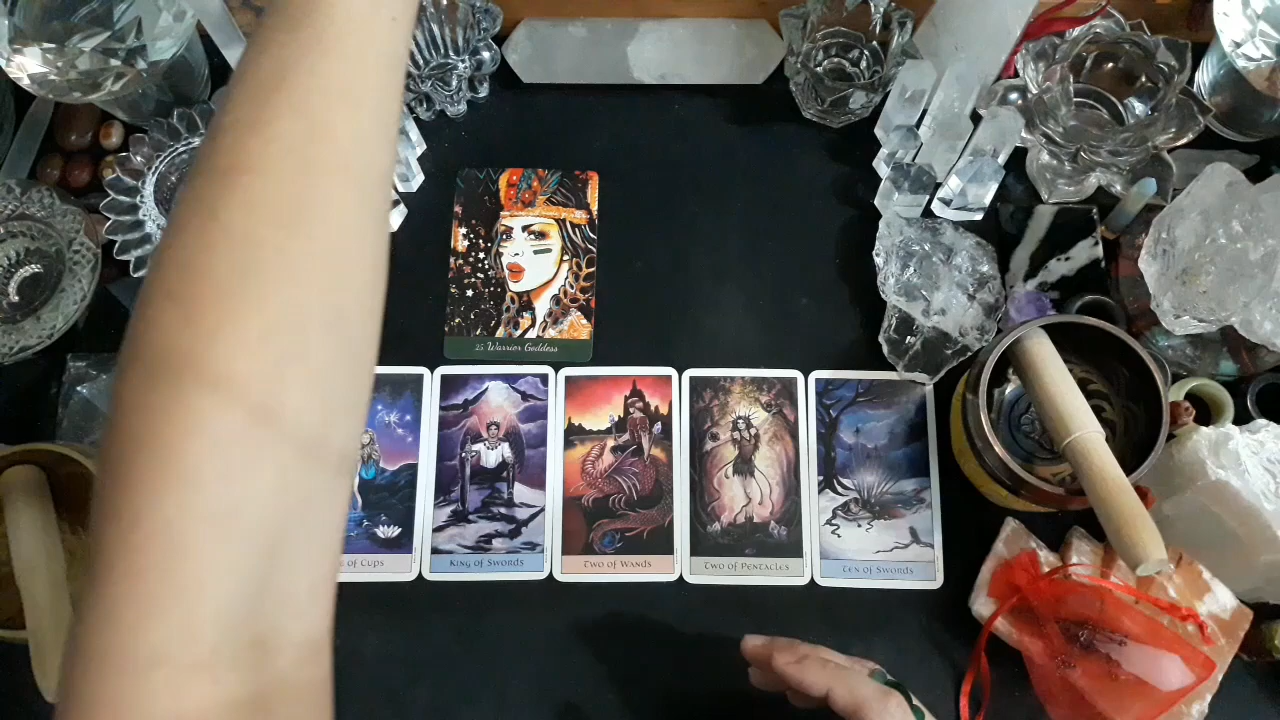 25 Warrior Goddess
E OF CUPS
KING OF SWORDS
TWO OF WANDS
TWO OF PENTACLES
TEN OF SWORDS